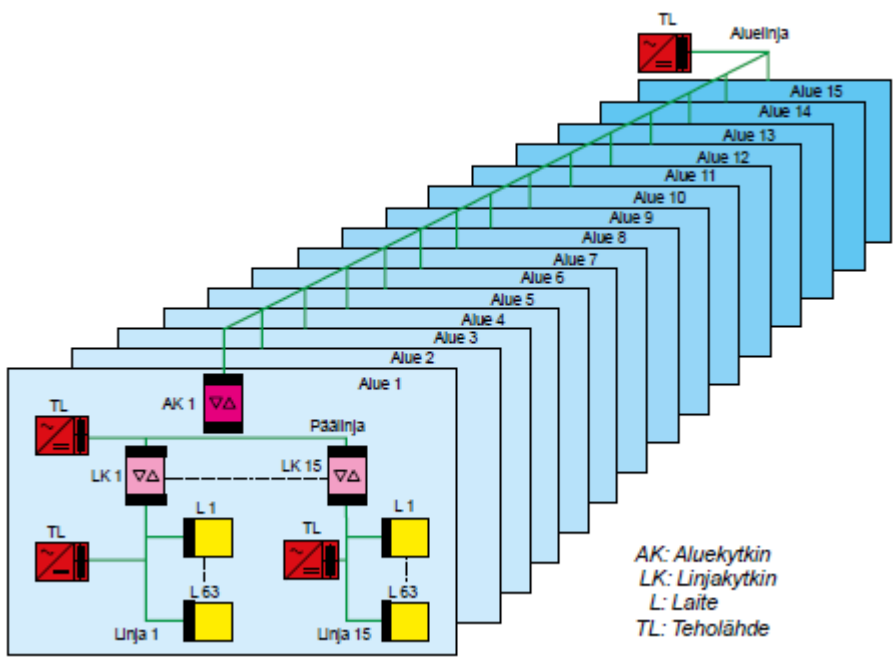 TL
Aluelinja
Alue 15
Alue 14
Alue 13
Alue 12
Alue 11
Alue 10
Alue 9
Alue 8
Alue 7
Alue 6
Alue 5
Alue 4
Alue 3
Alue 2
Alue 1
AK 1
TL
Päälinja
LK 1
LK 15
L 1
L 1
TL
TL
L 63
L 63
Linja 1
Linja 15
AK: Aluekytkin
LK: Linjakytkin
L: Laite
TL: Teholähde